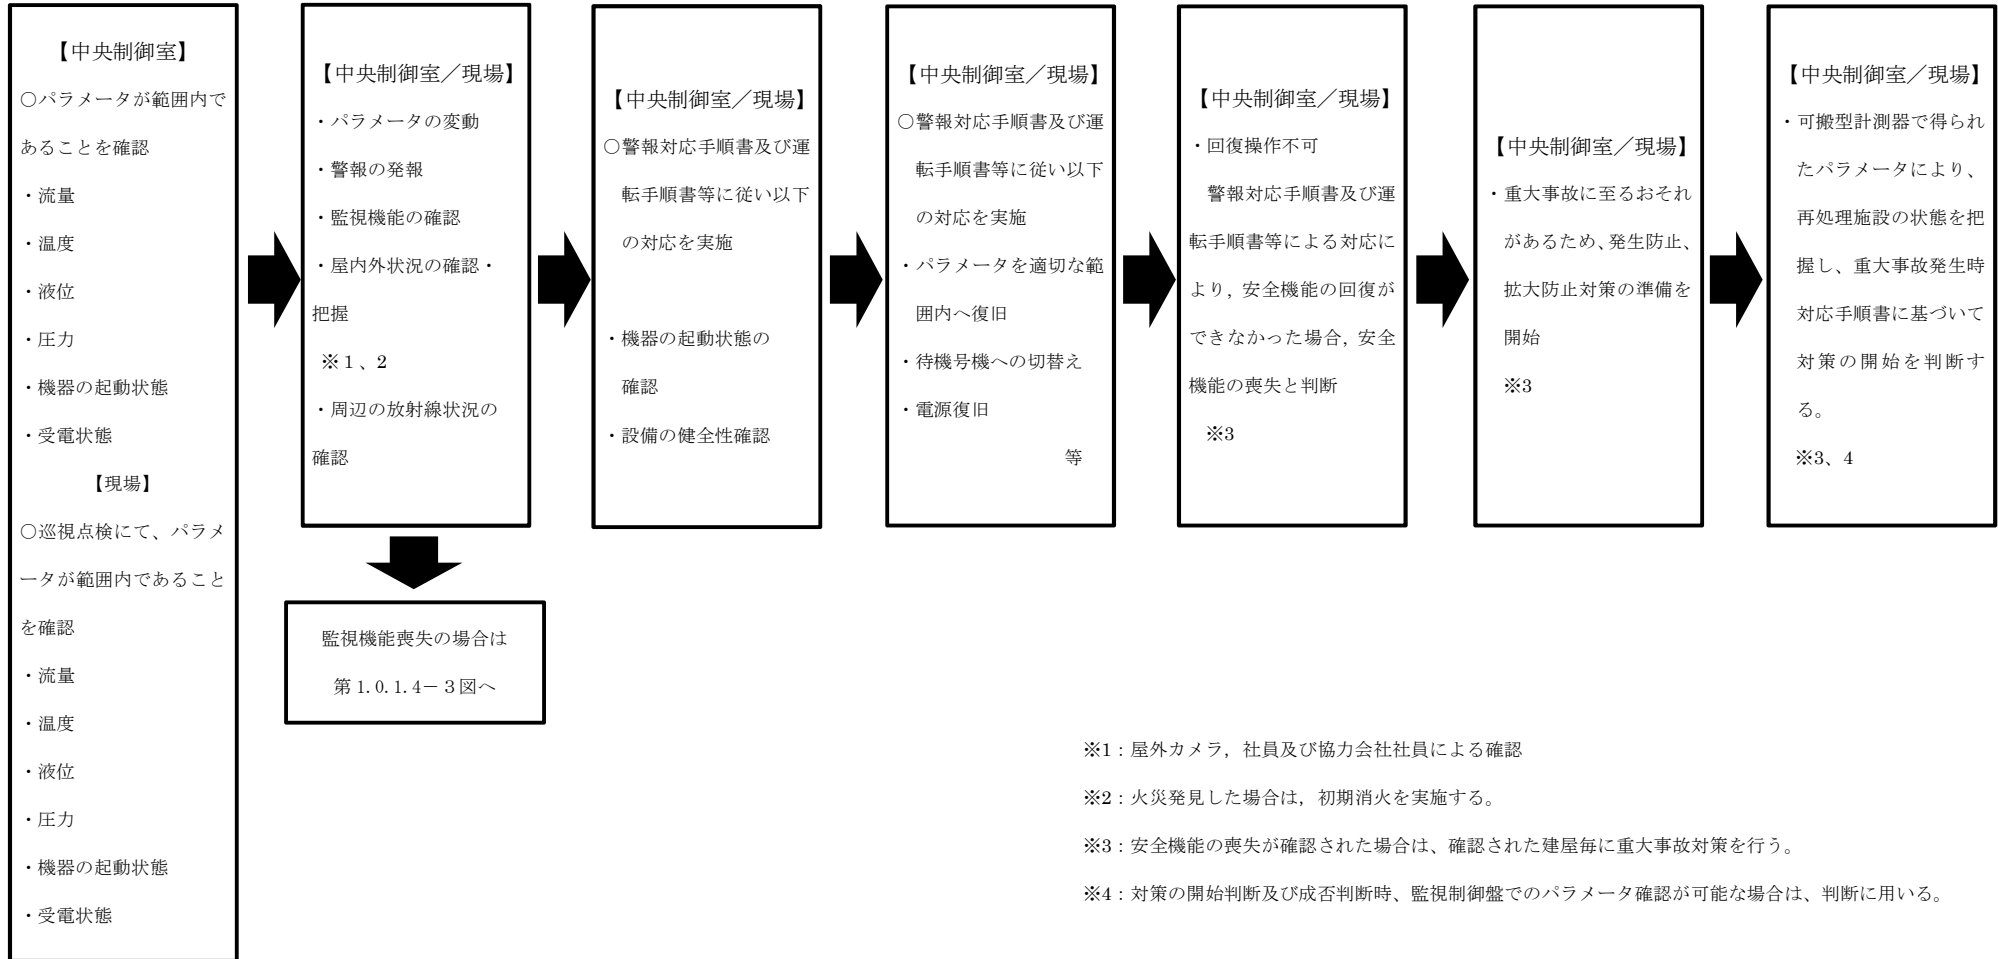 【中央制御室】
○パラメータが範囲内で
あることを確認
・流量
・温度
・液位
・圧力
・機器の起動状態
・受電状態
【現場】
○巡視点検にて、パラメ
ータが範囲内であること
を確認
・流量
・温度
・液位
・圧力
・機器の起動状態
・受電状態
【中央制御室／現場】
・パラメータの変動
・警報の発報
・監視機能の確認
・屋内外状況の確認・
把握
※１、2
・周辺の放射線状況の
確認
監視機能喪失の場合は
第 1.0.1.4－３図へ
【中央制御室／現場】
○警報対応手順書及び運
転手順書等に従い以下
の対応を実施
・機器の起動状態の
確認
・設備の健全性確認
【中央制御室／現場】
○警報対応手順書及び運
転手順書等に従い以下
の対応を実施
・パラメータを適切な範
囲内へ復旧
・待機号機への切替え
・電源復旧
等
【中央制御室／現場】
・回復操作不可
警報対応手順書及び運
転手順書等による対応に
より，安全機能の回復が
できなかった場合，安全
機能の喪失と判断
※3
【中央制御室／現場】
・重大事故に至るおそれ
があるため、発生防止、
拡大防止対策の準備を
開始
※3
【中央制御室／現場】
・可搬型計測器で得られ
たパラメータにより、
再処理施設の状態を把
握し、重大事故発生時
対応手順書に基づいて
対策の開始を判断す
る。
※3、4
※1：屋外カメラ，社員及び協力会社社員による確認
※2：火災発見した場合は，初期消火を実施する。
※3：安全機能の喪失が確認された場合は、確認された建屋毎に重大事故対策を行う。
※4：対策の開始判断及び成否判断時、監視制御盤でのパラメータ確認が可能な場合は、判断に用いる。